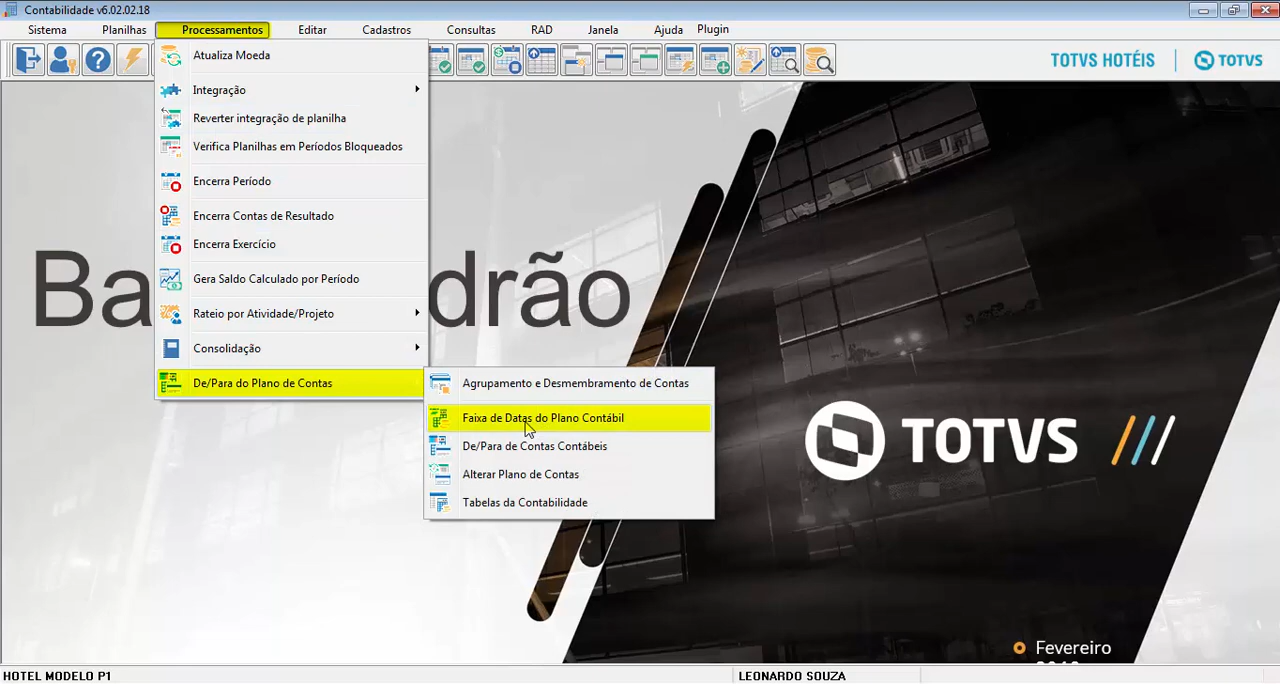 Contabilidade v6.02.02.18
Sistema Planilhas Processamentos Editar Cadastros Consultas RAD Janela Ajuda Plugin
TOTVS HOTÉIS TOTVS
Atualiza Moeda
Integração
Reverter integração de planilha
Verifica Planilhas em Períodos Bloqueados
Encerra Período
Encerra Contas de Resultado
Encerra Exercício
Gera Saldo Calculado por Período
Rateio por Atividade/Projeto
Consolidação
De/Para do Plano de Contas
Ba drão
Agrupamento e Desmembramento de Contas
Faixa de Datas do Plano Contábil
De/Para de Contas Contábeis
Alterar Plano de Contas
Tabelas da Contabilidade
TOTVS
Fevereiro
HOTEL MODELO P1 LEONARDO SOUZA